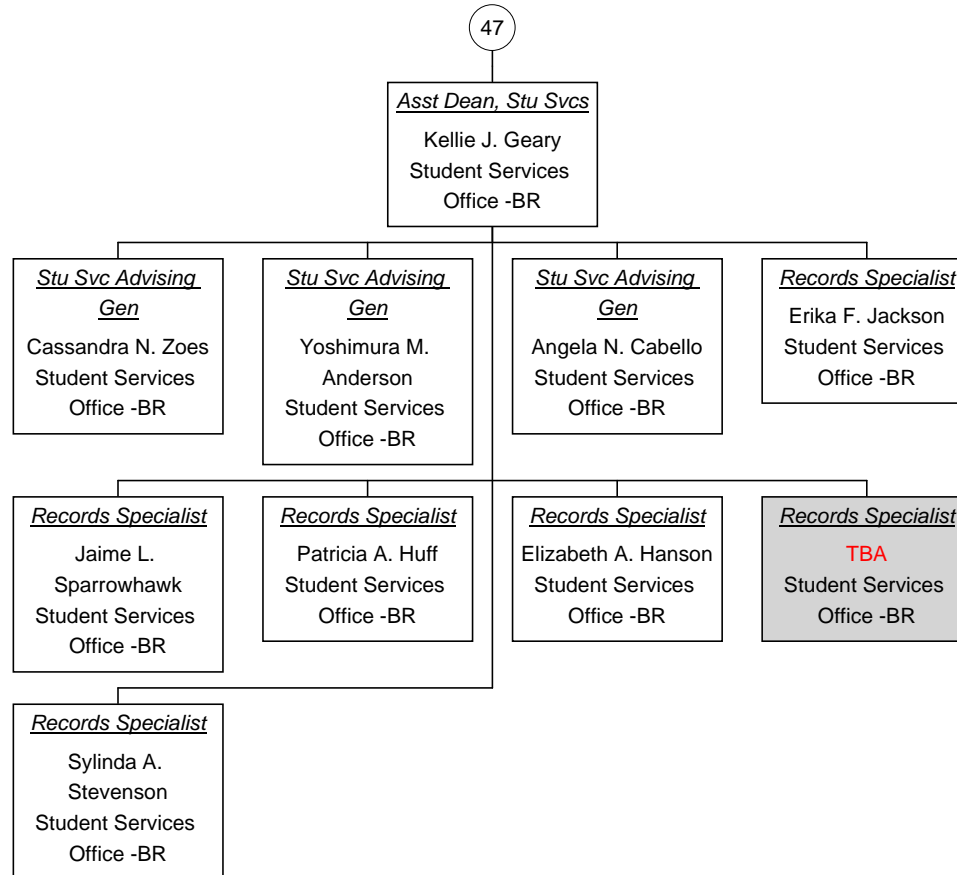 47
Asst Dean, Stu Svcs
Kellie J. Geary
Student Services
Office -BR
Stu Svc Advising
Gen
Cassandra N. Zoes
Student Services
Office -BR
Stu Svc Advising
Gen
Yoshimura M.
Anderson
Student Services
Office -BR
Stu Svc Advising
Gen
Angela N. Cabello
Student Services
Office -BR
Records Specialist
Erika F. Jackson
Student Services
Office -BR
Records Specialist
Jaime L.
Sparrowhawk
Student Services
Office -BR
Records Specialist
Patricia A. Huff
Student Services
Office -BR
Records Specialist
Elizabeth A. Hanson
Student Services
Office -BR
Records Specialist
TBA
Student Services
Office -BR
Records Specialist
Sylinda A.
Stevenson
Student Services
Office -BR